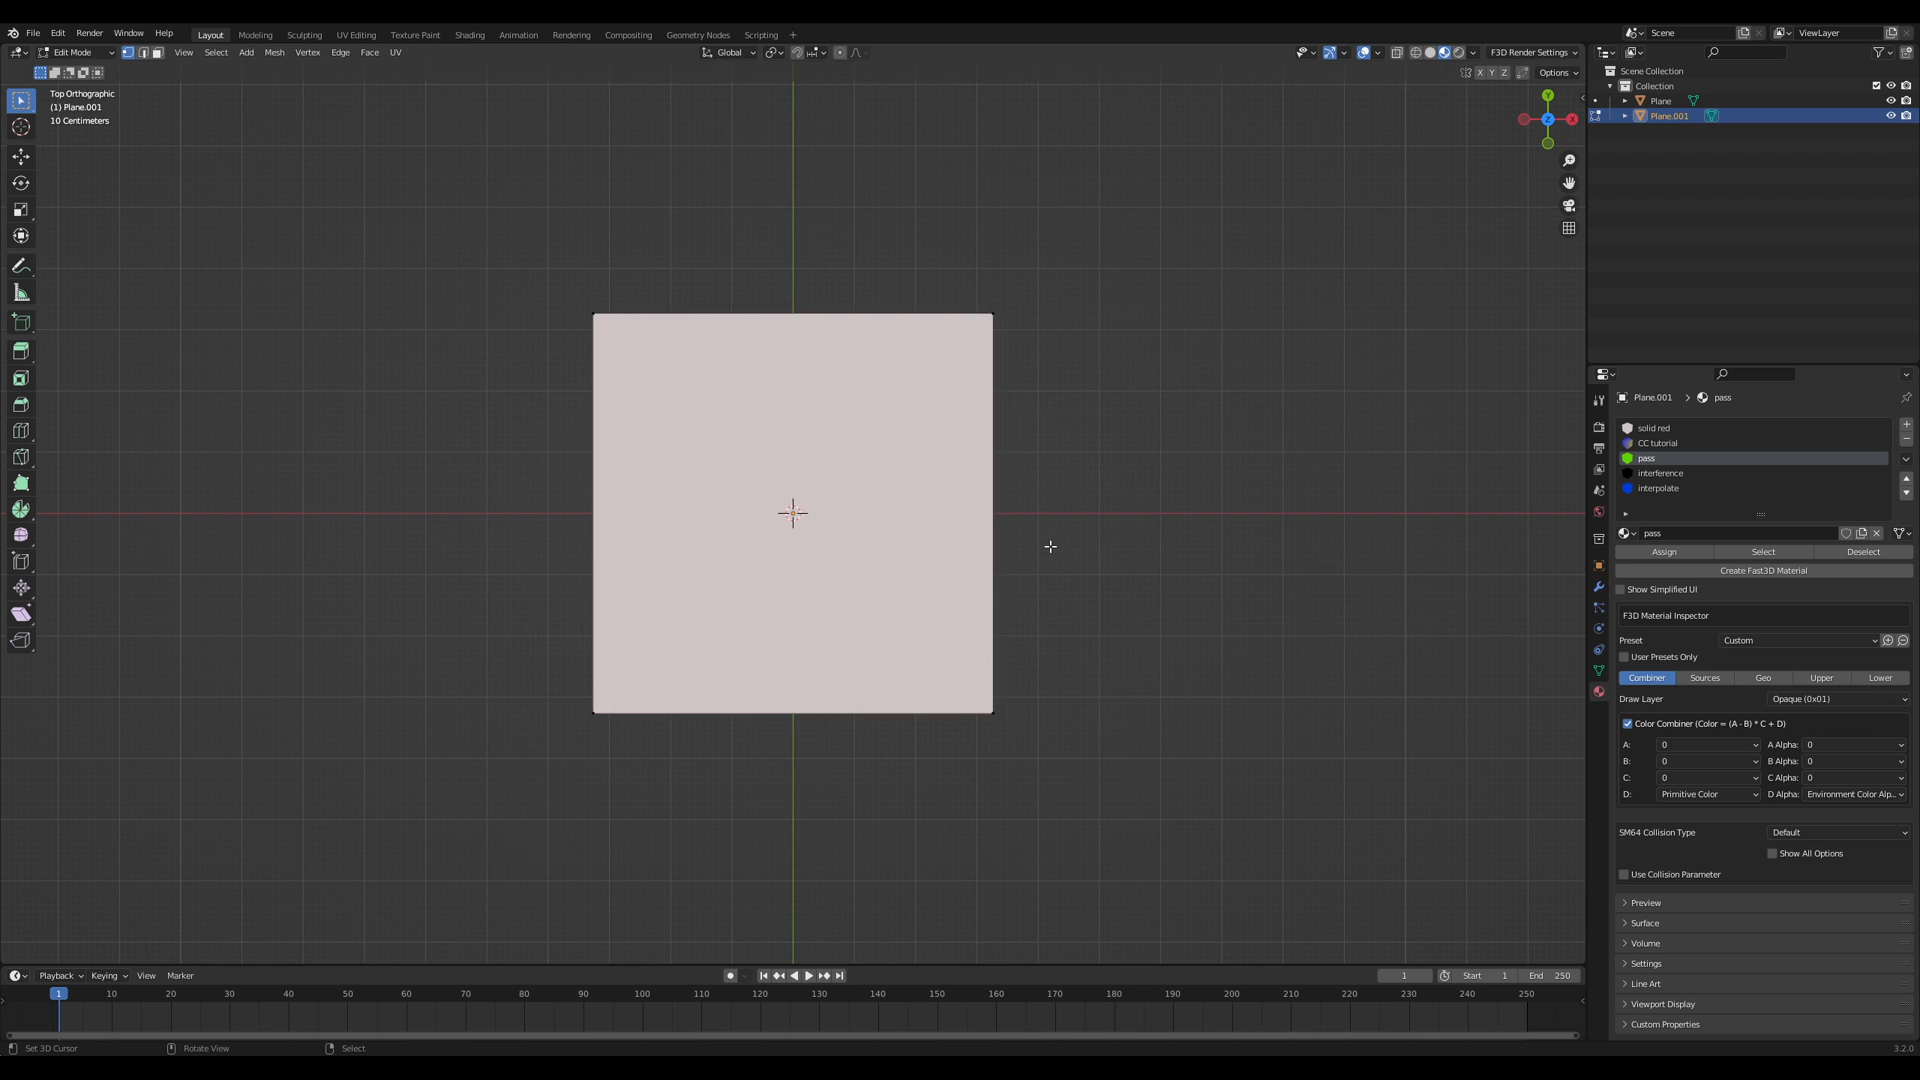 File Edit Render Window Help Layout Modeling Sculpting UV Editing Texture Paint Shading Animation Rendering Compositing Geometry Nodes Scripting + Scene ViewLayer
Edit Mode View Select Add Mesh Vertex Edge Face UV Global F3D Render Settings
X Y Z Options
Top Orthographic
(1) Plane.001
10 Centimeters
Y
Z X
Scene Collection
Collection
Plane
Plane.001
Plane.001 > pass
solid red
CC tutorial
pass
interference
interpolate
pass
Assign Select Deselect
Create Fast3D Material
Show Simplified UI
F3D Material Inspector
Preset Custom
User Presets Only
Combiner Sources Geo Upper Lower
Draw Layer Opaque (0x01)
Color Combiner (Color = (A - B) * C + D)
A: 0 A Alpha: 0
B: 0 B Alpha: 0
C: 0 C Alpha: 0
D: Primitive Color D Alpha: Environment Color Alp...
SM64 Collision Type Default
Show All Options
Use Collision Parameter
Preview
Surface
Volume
Settings
Line Art
Viewport Display
Custom Properties
Playback Keying View Marker 1 Start 1 End 250
1 10 20 30 40 50 60 70 80 90 100 110 120 130 140 150 160 170 180 190 200 210 220 230 240 250
Set 3D Cursor Rotate View Select 3.2.0